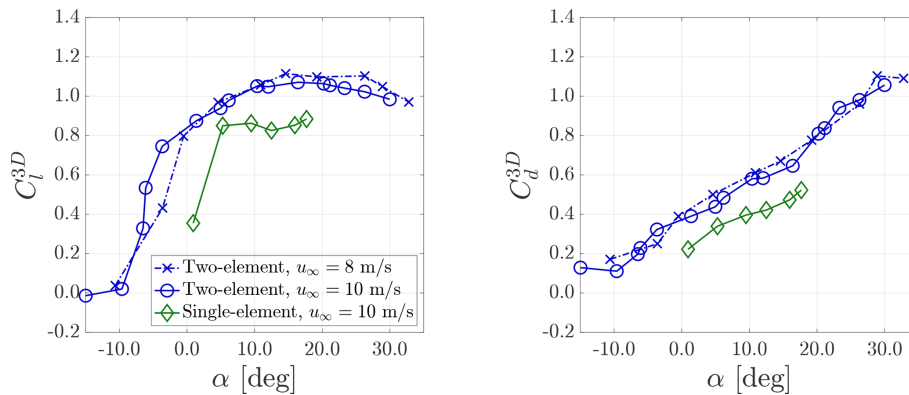 1.4
1.2
1.0
0.8
0.6
0.4
0.2
0.0
-0.2
-10.0 0.0 10.0 20.0 30.0
α [deg]
C_l^{3D}
Two-element, u_∞ = 8 m/s
Two-element, u_∞ = 10 m/s
Single-element, u_∞ = 10 m/s
1.4
1.2
1.0
0.8
0.6
0.4
0.2
0.0
-0.2
-10.0 0.0 10.0 20.0 30.0
α [deg]
C_d^{3D}